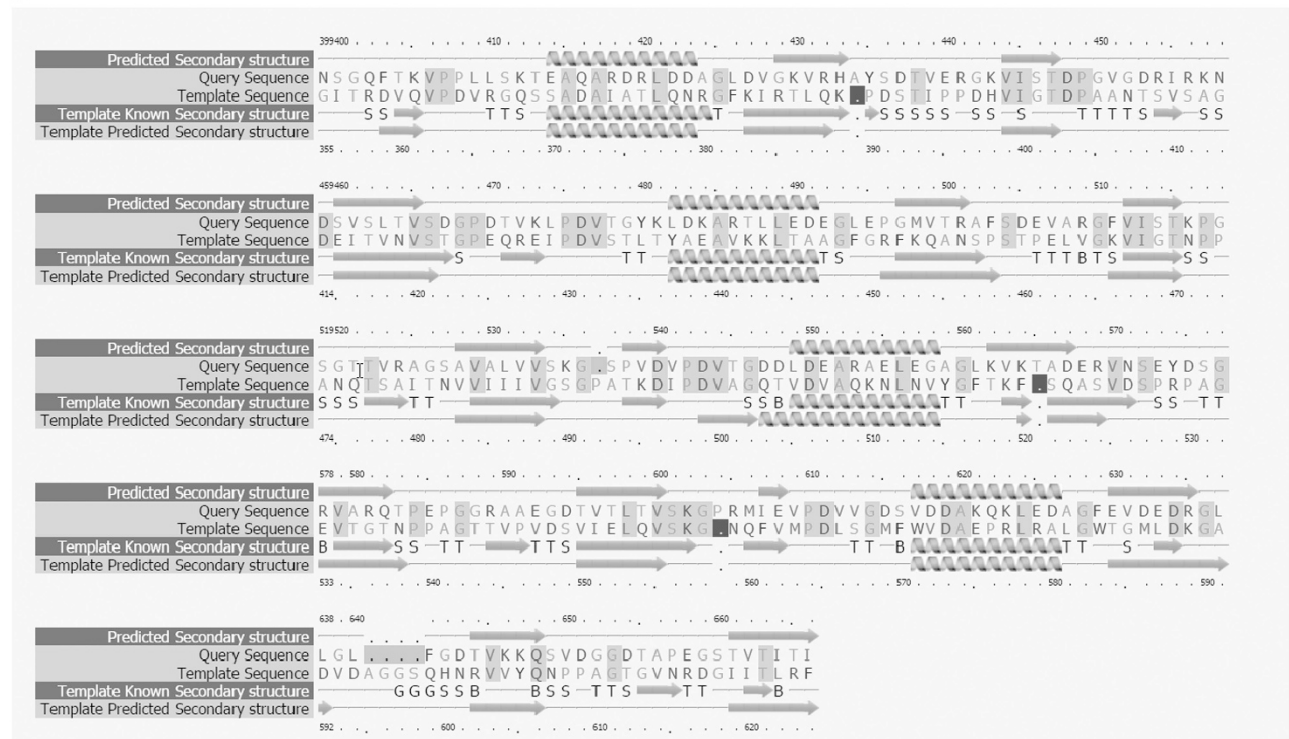 399400 410 420 430 440 450
Predicted Secondary structure
Query Sequence NSGQFTKVPPLLSKTEAQARDRLDDAGLDVGKVRHAYSDTVERGKVISTDPGVGDRIRKN
Template Sequence GITRDVQVPDVRGQSSADAIATLQNRGFKIRTLQK.PDSTIPPDHVIGTDPAANTSVSAG
Template Known Secondary structure SS TTS T SSSSS SS S TTTTS SS
Template Predicted Secondary structure .
355 360 370 380 390 400 410
459460 470 480 490 500 510
Predicted Secondary structure
Query Sequence DSVSLTVSDGPDTVKLPDVTGYKLDKARTLLEDEGLEPGMVTRAFSDEVARGFVISTKPG
Template Sequence DEITVNVSTGPEQREIPDVSTLTYAEAVKKLTAAGFGRFKQANSPSTPELVGKVIGTNPP
Template Known Secondary structure S TT TS TTTBTS SS
Template Predicted Secondary structure
414 420 430 440 450 460 470
519520 530 540 550 560 570
Predicted Secondary structure .
Query Sequence SGTTVRAGSAVALVVSKG.SPVDVPDVTGDDLDEARAELEGAGLKVKTADERVNSEYDSG
Template Sequence ANQTSAITNVVIIIVGSGPATKDIPDVAGQTVDVAQKNLNVYGFTKF.SQASVDSPRPAG
Template Known Secondary structure SSS TT SSB TT . SS TT
Template Predicted Secondary structure .
474 480 490 500 510 520 530
578 580 590 600 610 620 630
Predicted Secondary structure
Query Sequence RVARQTPEPGGRAAEGDTVTLTVSKGPRMIEVPDVVGDSVDDAKQKLEDAGFEVDEDRGL
Template Sequence EVTGTNPPAGTTVPVDSVIELQVSKG.NQFVMPDLSGMFWVDAEPRLRALGWTGMLDKGA
Template Known Secondary structure B SS TT TTS . TT B TT S
Template Predicted Secondary structure .
533 540 550 560 570 580 590
638 640 650 660
Predicted Secondary structure ....
Query Sequence LGL....FGDTVKKQSVDGGDTAPEGSTVTITI
Template Sequence DVDAGGSQHNRVVYQNPPAGTGVNRDGIITLRF
Template Known Secondary structure GGGSSB BSS TTS TT B
Template Predicted Secondary structure
592 600 610 620